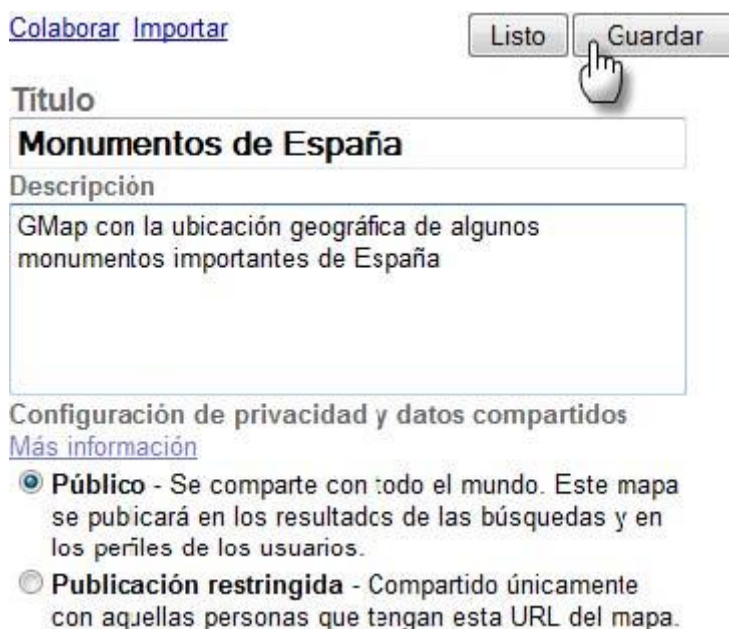 Colaborar Importar Listo Guardar
Título
Monumentos de España
Descripción
GMap con la ubicación geográfica de algunos
monumentos importantes de España
Configuración de privacidad y datos compartidos
Más información
Público - Se comparte con todo el mundo. Este mapa
se pubicará en los resultados de las búsquedas y en
los perfiles de los usuarios.
Publicación restringida - Compartido únicamente
con aquellas personas que tengan esta URL del mapa.